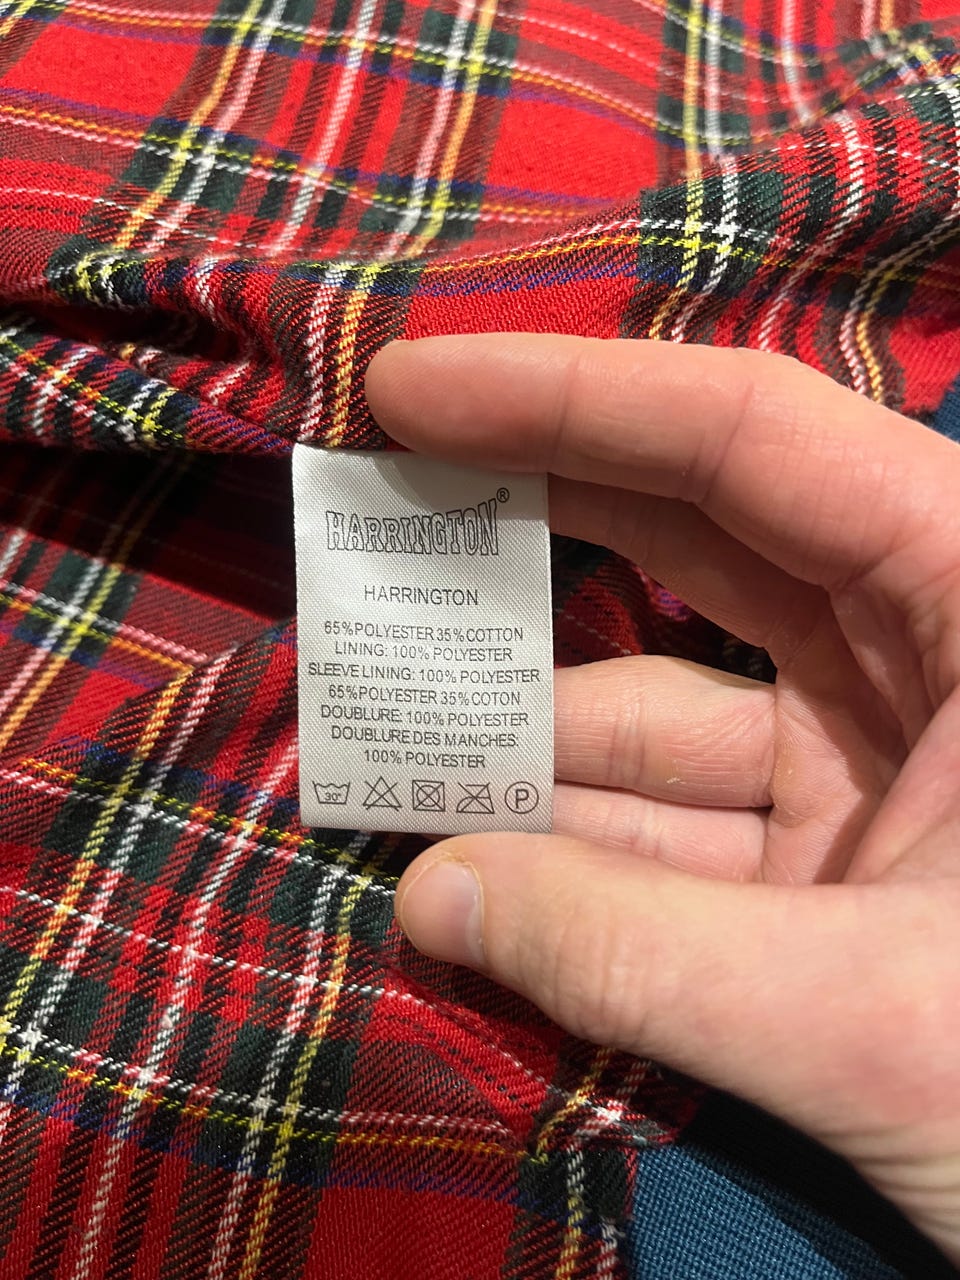 HARRINGTON®
HARRINGTON
65%POLYESTER 35%COTTON
LINING: 100% POLYESTER
SLEEVE LINING: 100% POLYESTER
65%POLYESTER 35%COTON
DOUBLURE: 100% POLYESTER
DOUBLURE DES MANCHES:
100% POLYESTER
30° P